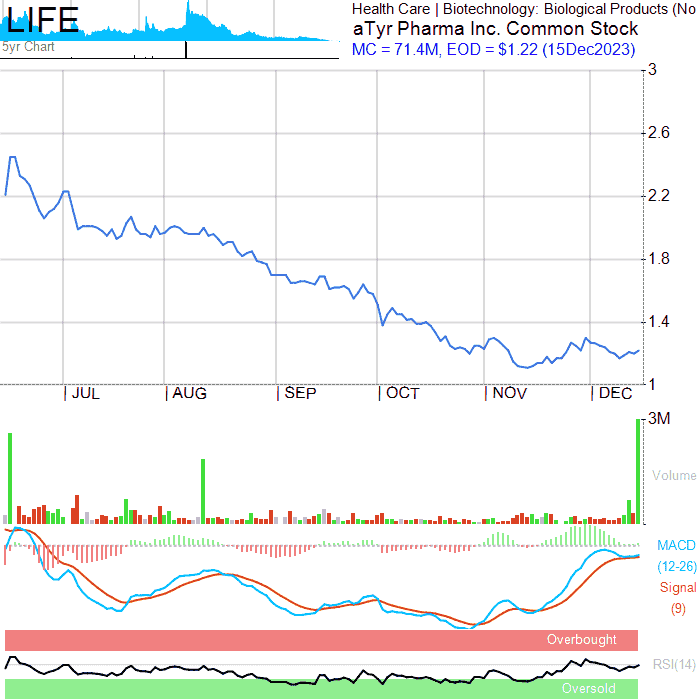 LIFE
5yr Chart
Health Care | Biotechnology: Biological Products (No
aTyr Pharma Inc. Common Stock
MC = 71.4M, EOD = $1.22 (15Dec2023)
3
2.6
2.2
1.8
1.4
1
JUL AUG SEP OCT NOV DEC
3M
Volume
MACD
(12-26)
Signal
(9)
Overbought
RSI(14)
Oversold